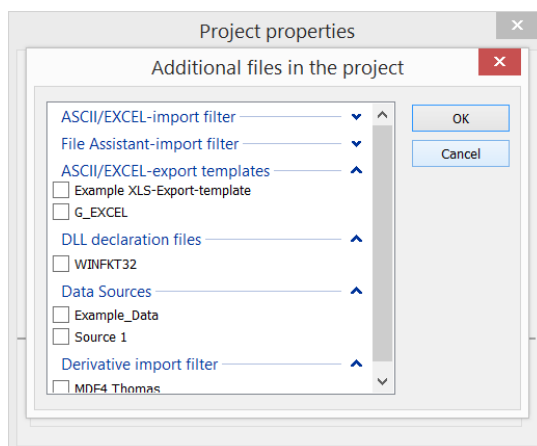 Project properties
Additional files in the project
ASCII/EXCEL-import filter
OK
File Assistant-import filter
Cancel
ASCII/EXCEL-export templates
Example XLS-Export-template
G_EXCEL
DLL declaration files
WINFKT32
Data Sources
Example_Data
Source 1
Derivative import filter
MDF4 Thomas